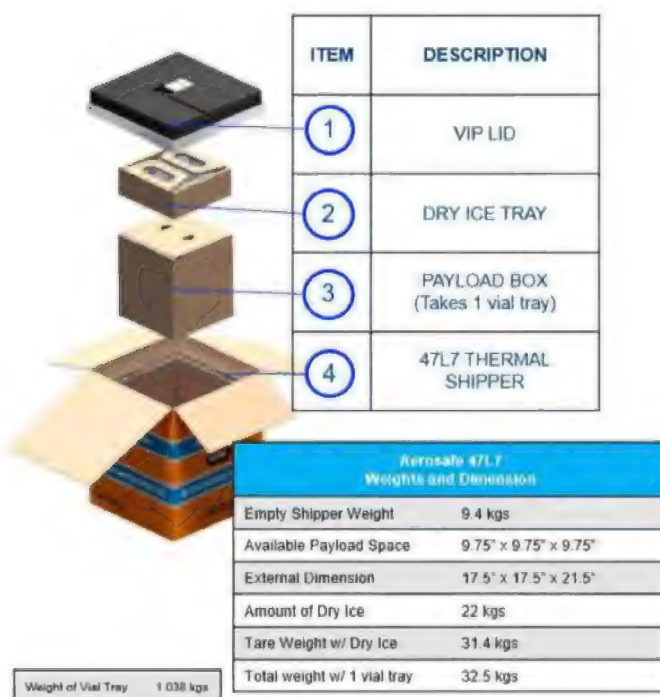 ITEM DESCRIPTION
1 VIP LID
2 DRY ICE TRAY
3 PAYLOAD BOX
(Takes 1 vial tray)
4 47L7 THERMAL
SHIPPER
Aerosafe 47L7
Weights and Dimension
Empty Shipper Weight 9.4 kgs
Available Payload Space 9.75" x 9.75" x 9.75"
External Dimension 17.5" x 17.5" x 21.5"
Amount of Dry Ice 22 kgs
Tare Weight w/ Dry Ice 31.4 kgs
Total weight w/ 1 vial tray 32.5 kgs
Weight of Vial Tray 1.038 kgs